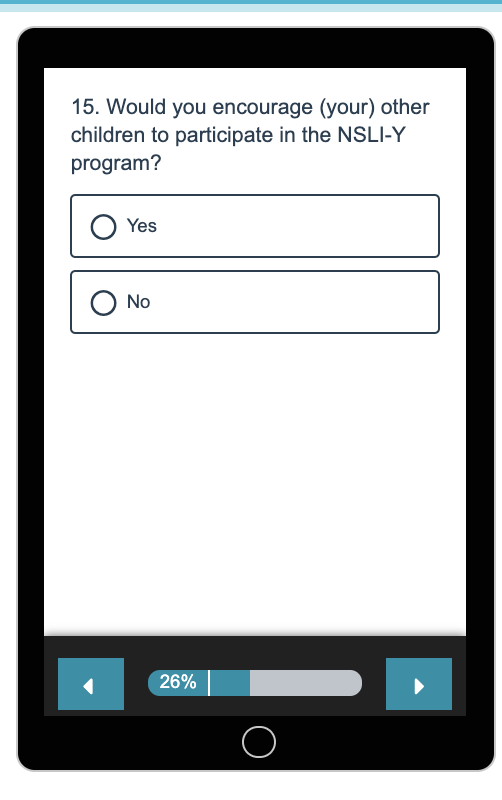 15. Would you encourage (your) other
children to participate in the NSLI-Y
program?
Yes
No
26%